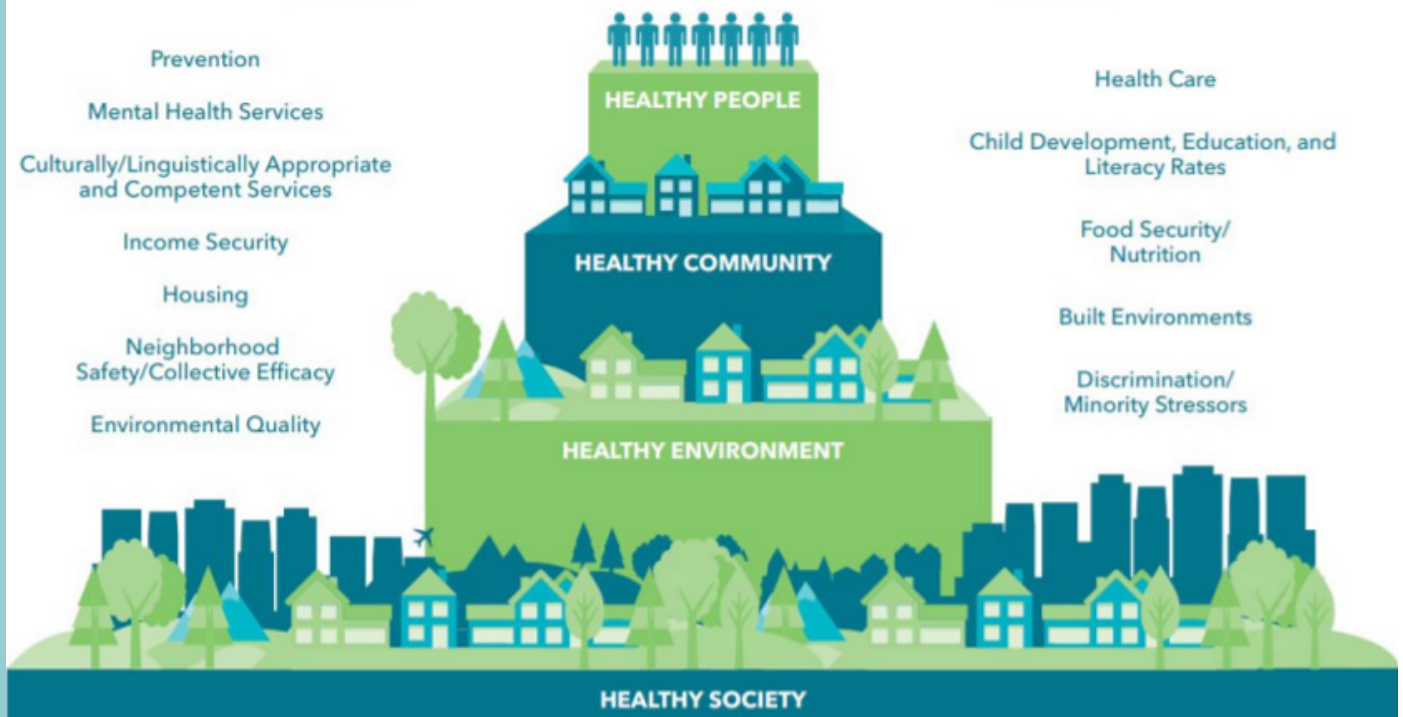 Prevention
Mental Health Services
Culturally/Linguistically Appropriate
and Competent Services
Income Security
Housing
Neighborhood
Safety/Collective Efficacy
Environmental Quality
HEALTHY PEOPLE
HEALTHY COMMUNITY
HEALTHY ENVIRONMENT
HEALTHY SOCIETY
Health Care
Child Development, Education, and
Literacy Rates
Food Security/
Nutrition
Built Environments
Discrimination/
Minority Stressors